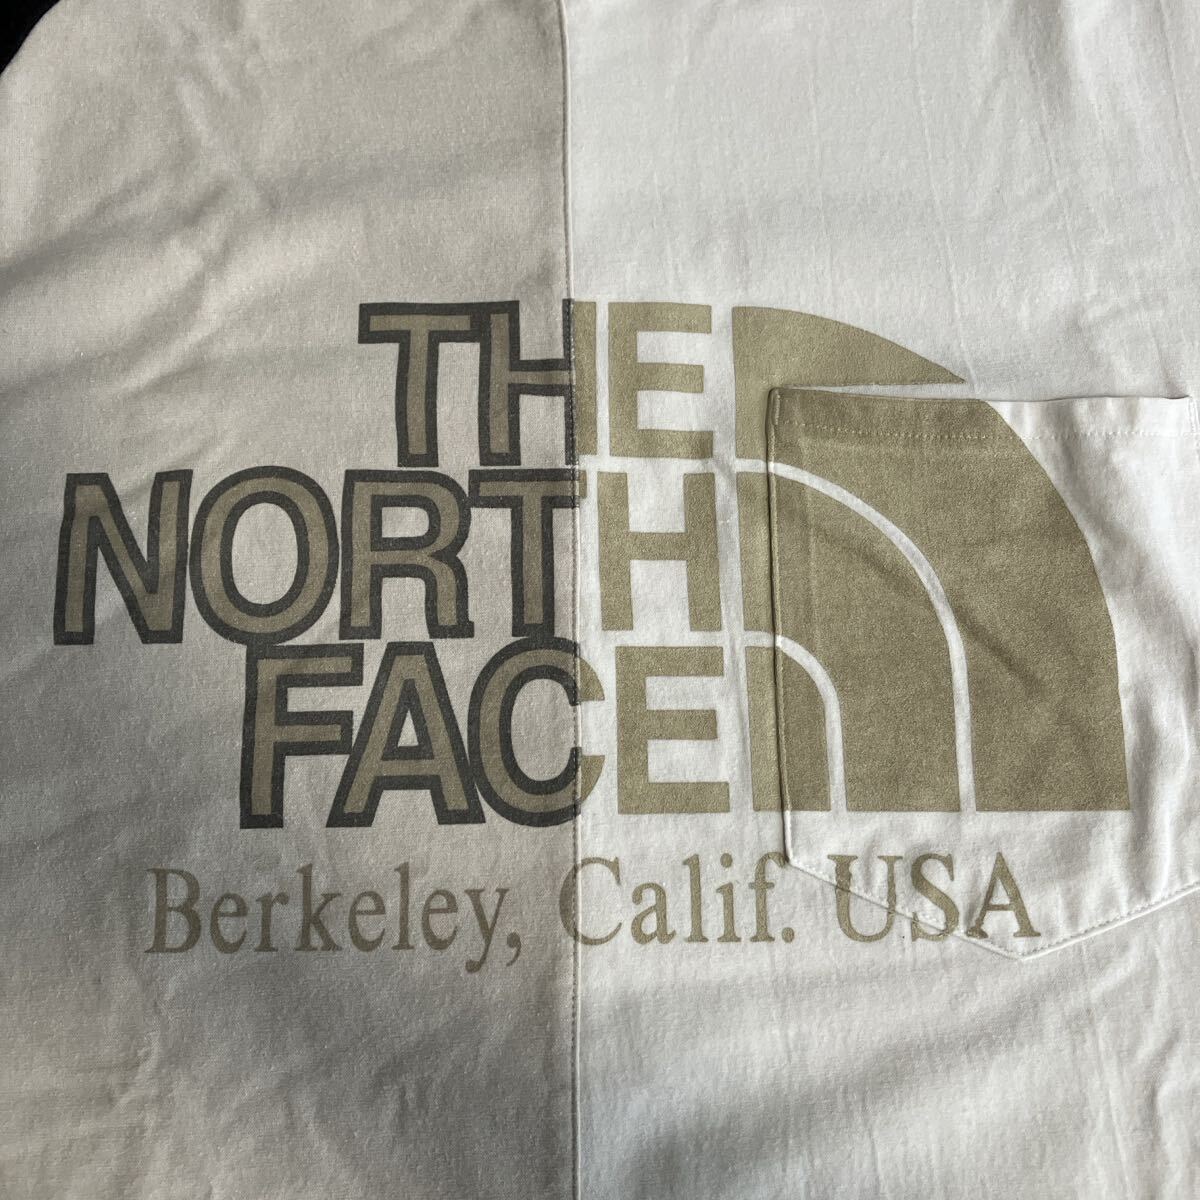 THE
NORTH
FACE
Berkeley, Calif. USA